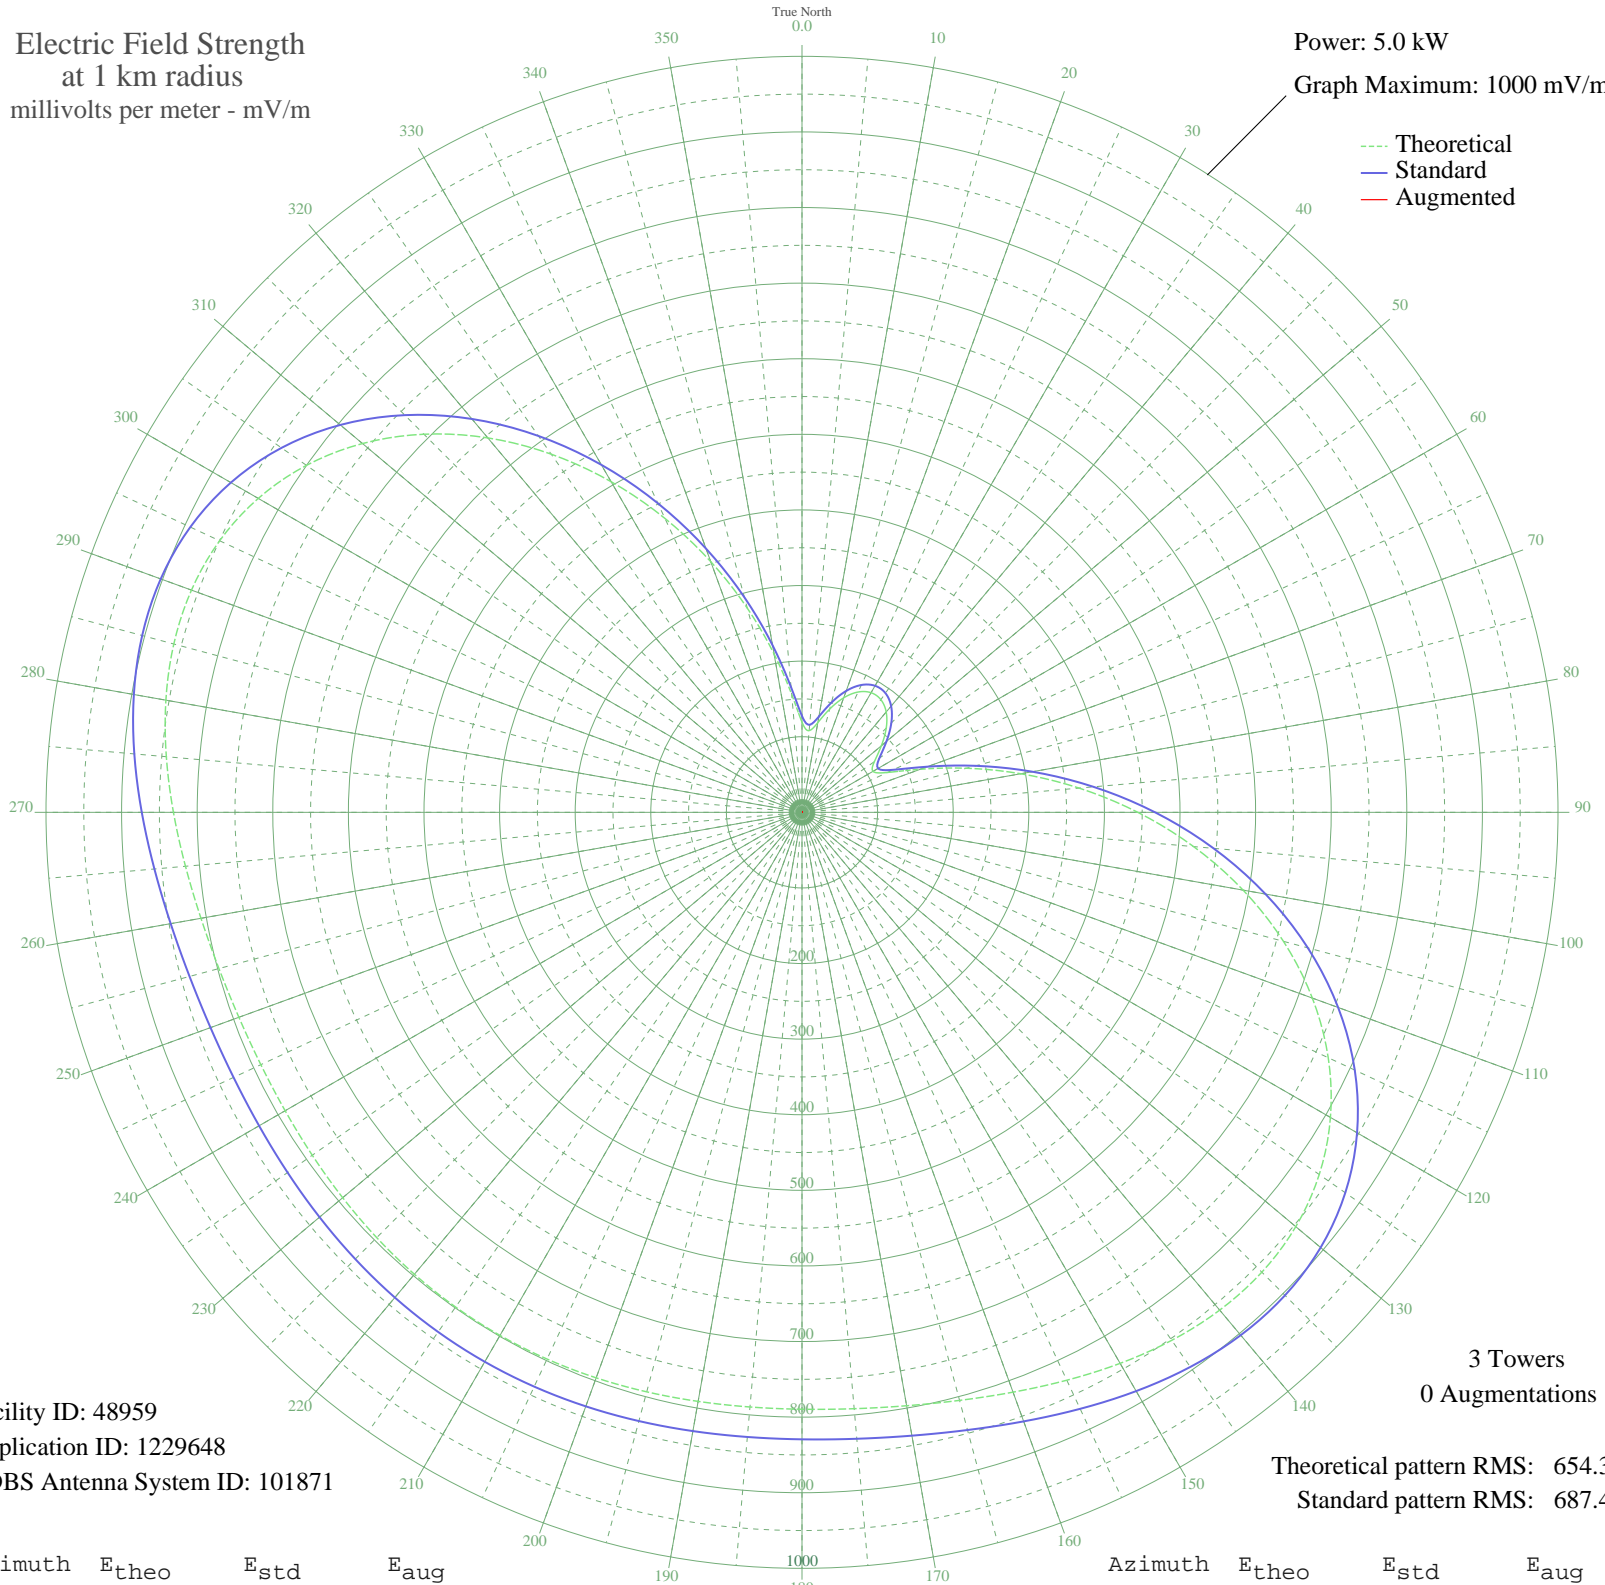 True North
0.0
Electric Field Strength
at 1 km radius
millivolts per meter - mV/m
Power: 5.0 kW
Graph Maximum: 1000 mV/m
Theoretical
Standard
Augmented
10
20
30
40
50
60
70
80
90
100
110
120
130
140
150
160
170
190
200
210
220
230
240
250
260
270
280
290
300
310
320
330
340
350
200
300
400
500
600
700
800
900
1000
3 Towers
0 Augmentations
cility ID: 48959
plication ID: 1229648
DBS Antenna System ID: 101871
Theoretical pattern RMS: 654.3
Standard pattern RMS: 687.4
imuth Etheo Estd Eaug
Azimuth Etheo Estd Eaug